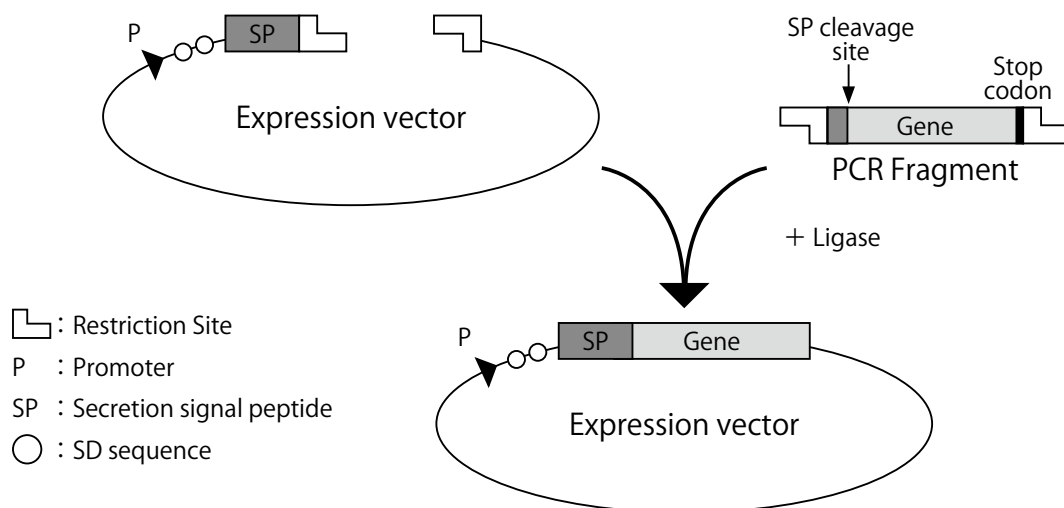 P
SP
Expression vector
SP cleavage
site
Stop
codon
Gene
PCR Fragment
+ Ligase
: Restriction Site
P : Promoter
SP : Secretion signal peptide
: SD sequence
P
SP
Gene
Expression vector